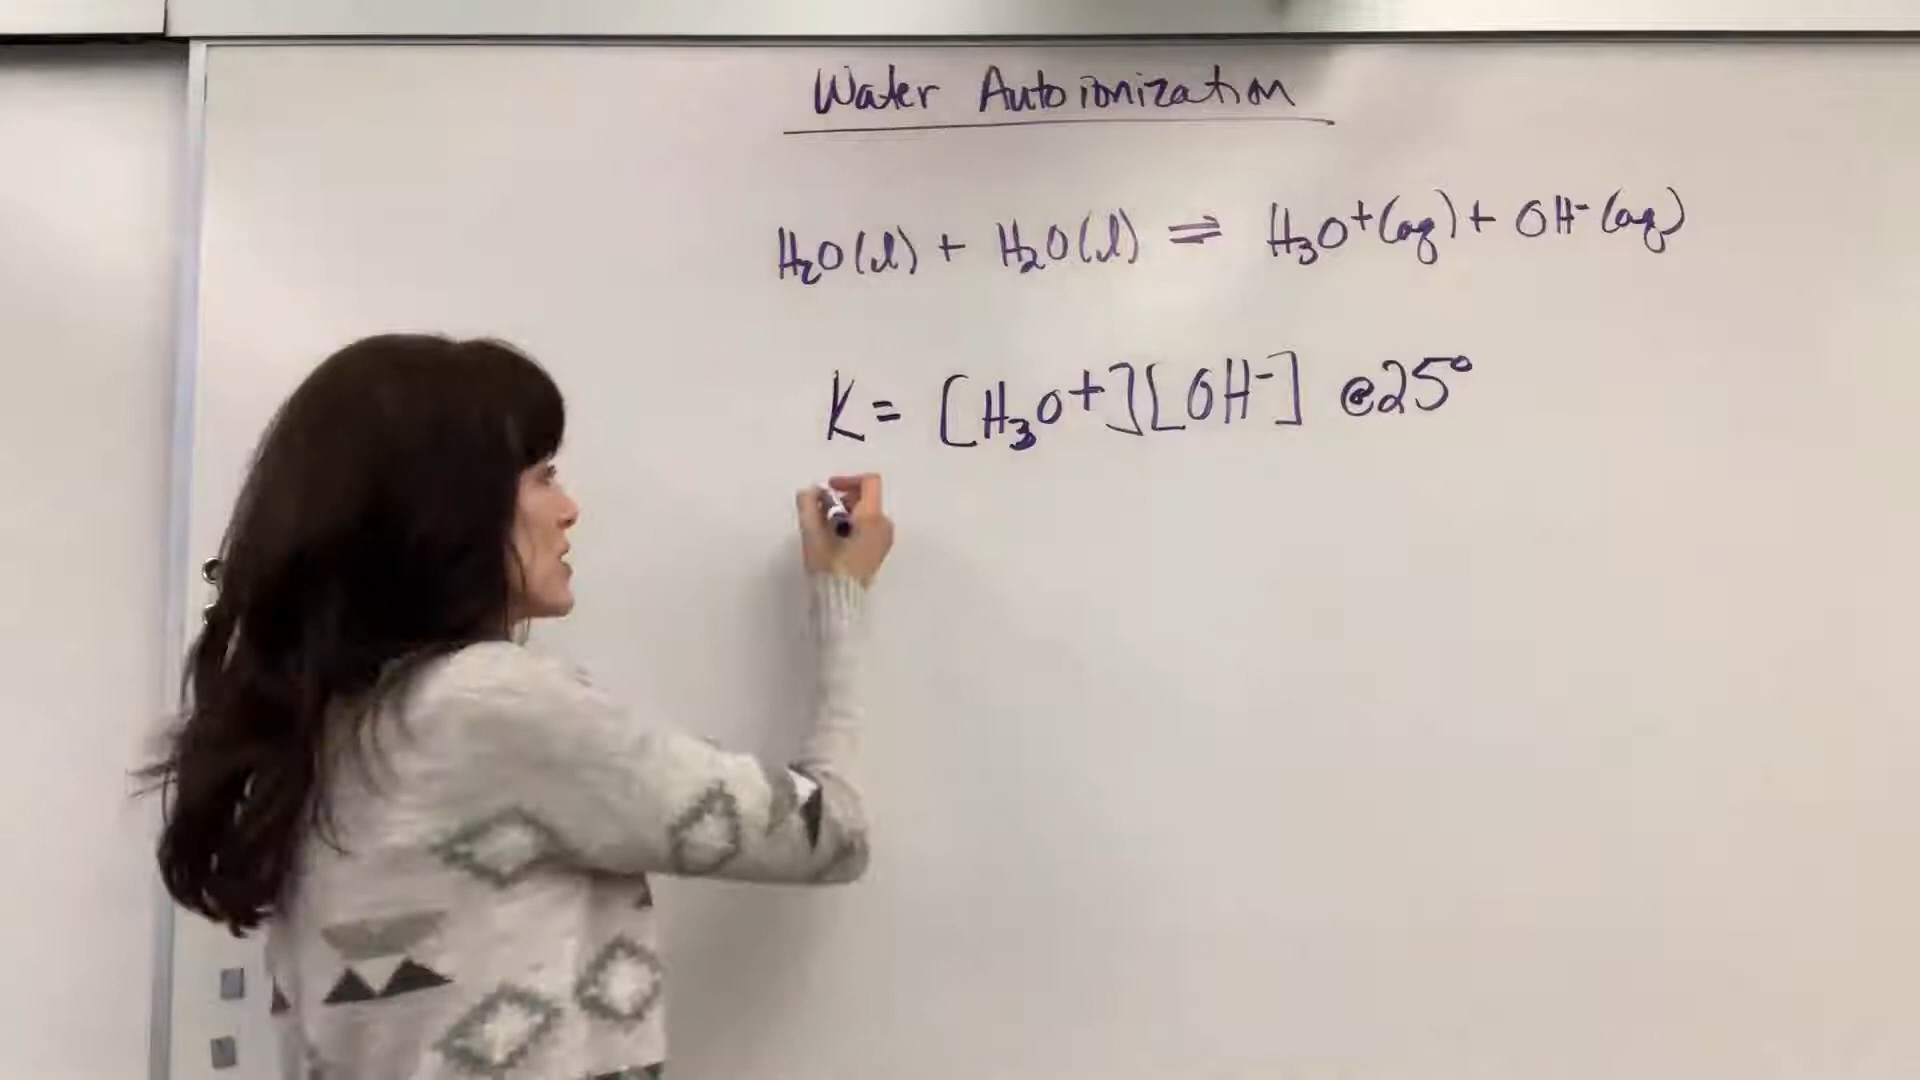 Water Autoionization
H₂O(l) + H₂O(l) ⇌ H₃O+(aq) + OH-(aq)
K = [H₃O+][OH-] @25°